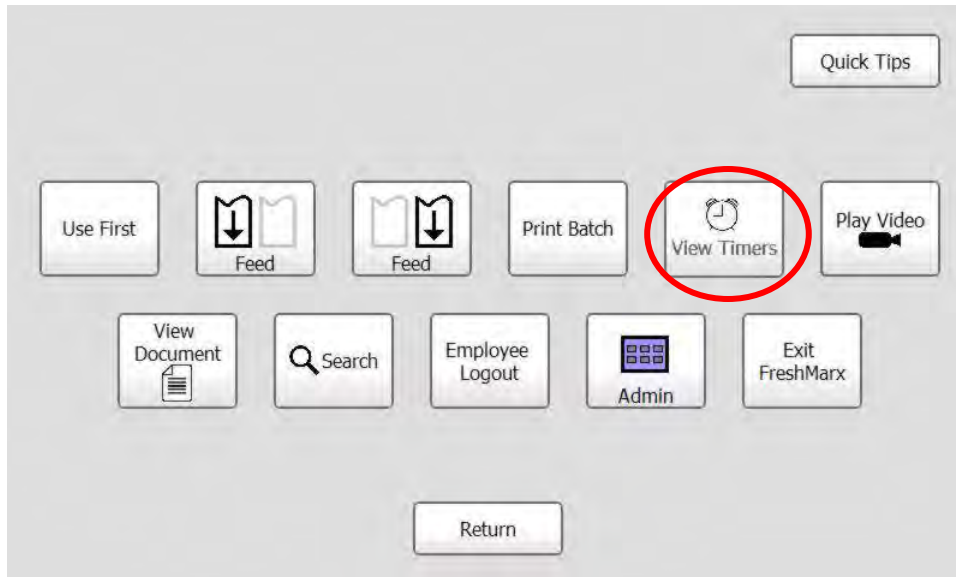 Quick Tips
Use First
Feed
Feed
Print Batch
View Timers
Play Video
View
Document
Search
Employee
Logout
Admin
Exit
FreshMarx
Return